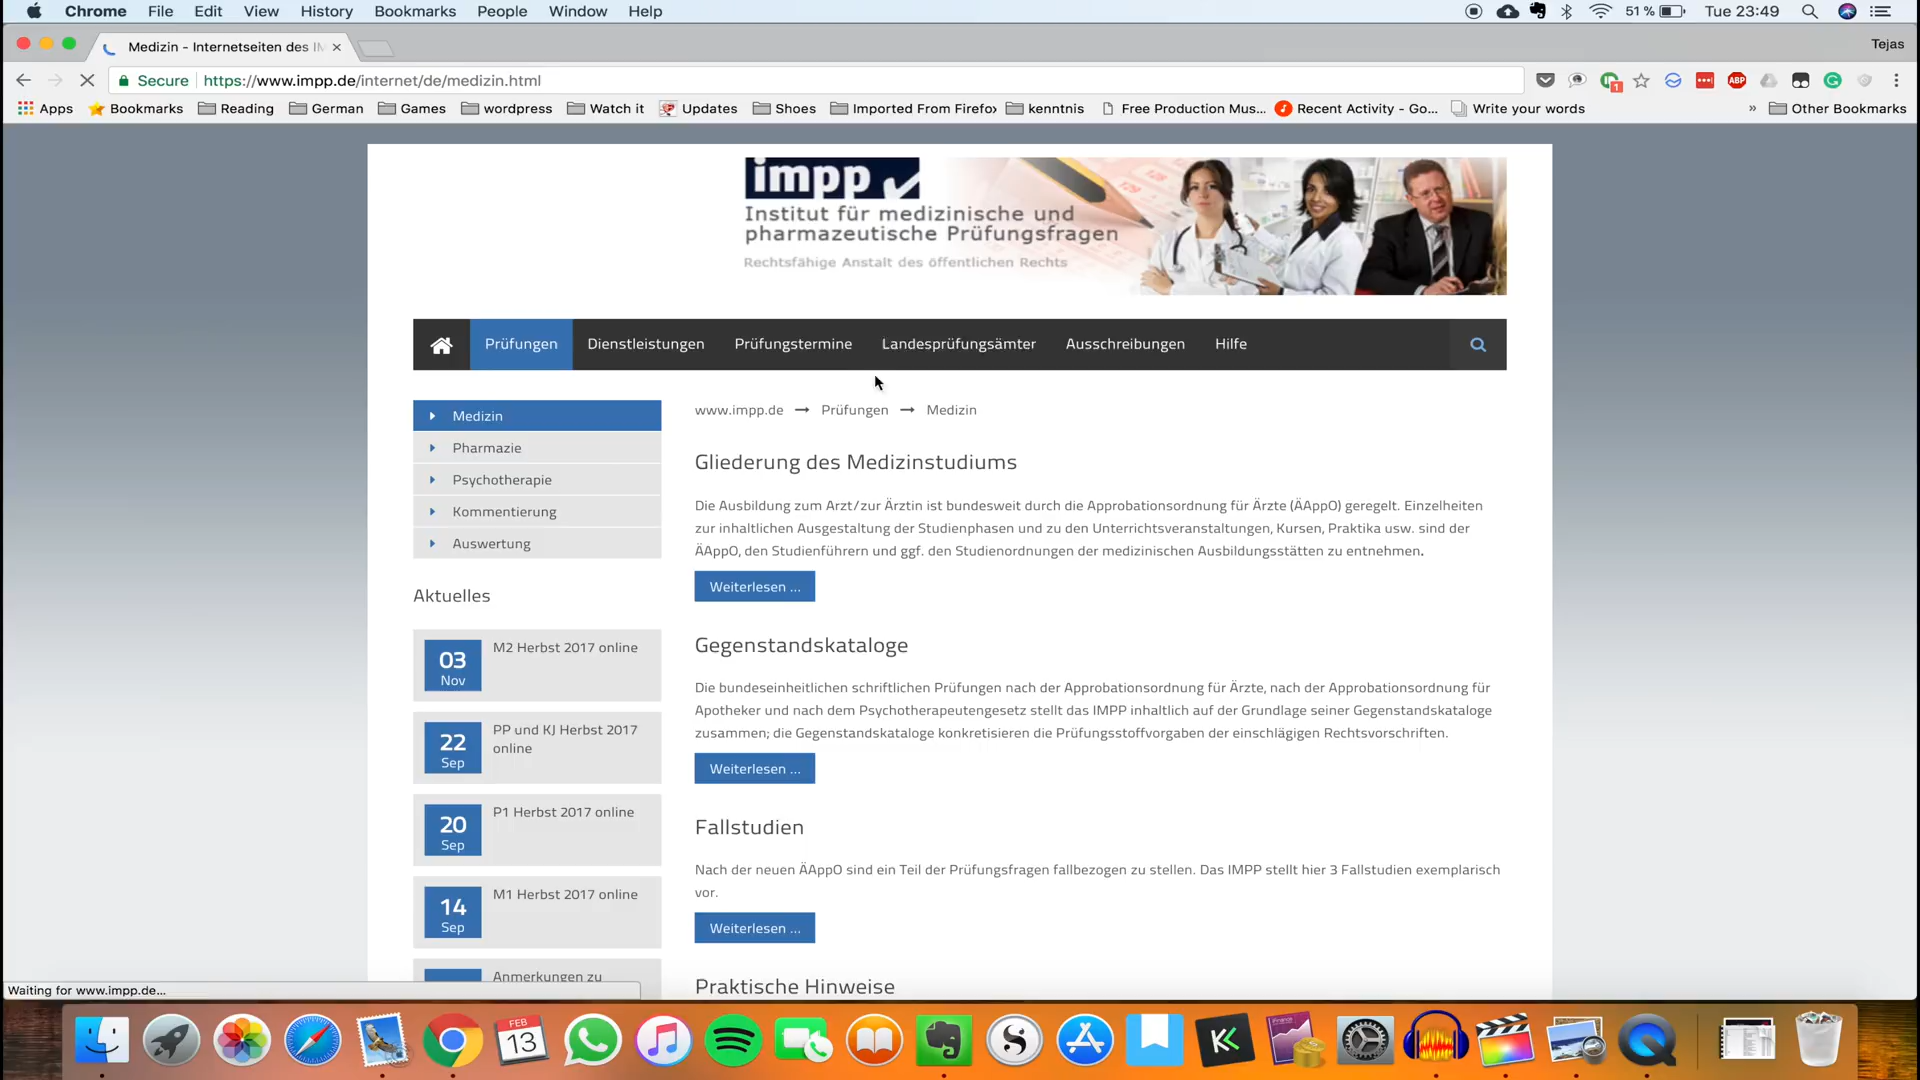 Chrome File Edit View History Bookmarks People Window Help 51 % Tue 23:49
Medizin - Internetseiten des IM Tejas
Secure https://www.impp.de/internet/de/medizin.html ABP 1
Apps Bookmarks Reading German Games wordpress Watch it Updates Shoes Imported From Firefox kenntnis Free Production Mus... Recent Activity - Go... Write your words » Other Bookmarks
impp
Institut für medizinische und
pharmazeutische Prüfungsfragen
Rechtsfähige Anstalt des öffentlichen Rechts
Prüfungen Dienstleistungen Prüfungstermine Landesprüfungsämter Ausschreibungen Hilfe
Medizin
Pharmazie
Psychotherapie
Kommentierung
Auswertung
Aktuelles
03
Nov
M2 Herbst 2017 online
22
Sep
PP und KJ Herbst 2017
online
20
Sep
P1 Herbst 2017 online
14
Sep
M1 Herbst 2017 online
Anmerkungen zu
www.impp.de → Prüfungen → Medizin
Gliederung des Medizinstudiums
Die Ausbildung zum Arzt/zur Ärztin ist bundesweit durch die Approbationsordnung für Ärzte (ÄAppO) geregelt. Einzelheiten
zur inhaltlichen Ausgestaltung der Studienphasen und zu den Unterrichtsveranstaltungen, Kursen, Praktika usw. sind der
ÄAppO, den Studienführern und ggf. den Studienordnungen der medizinischen Ausbildungsstätten zu entnehmen.
Weiterlesen ...
Gegenstandskataloge
Die bundeseinheitlichen schriftlichen Prüfungen nach der Approbationsordnung für Ärzte, nach der Approbationsordnung für
Apotheker und nach dem Psychotherapeutengesetz stellt das IMPP inhaltlich auf der Grundlage seiner Gegenstandskataloge
zusammen; die Gegenstandskataloge konkretisieren die Prüfungsstoffvorgaben der einschlägigen Rechtsvorschriften.
Weiterlesen ...
Fallstudien
Nach der neuen ÄAppO sind ein Teil der Prüfungsfragen fallbezogen zu stellen. Das IMPP stellt hier 3 Fallstudien exemplarisch
vor.
Weiterlesen ...
Praktische Hinweise
Waiting for www.impp.de...
FEB
13